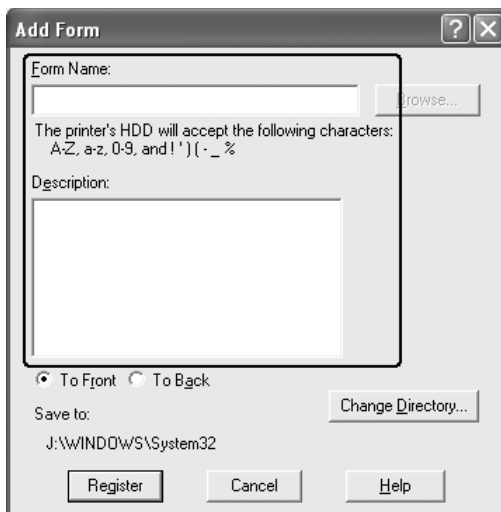 Add Form
Form Name:
Browse...
The printer's HDD will accept the following characters:
A-Z, a-z, 0-9, and ! ' ) ( - _ %
Description:
To Front To Back
Change Directory...
Save to:
J:\WINDOWS\System32
Register Cancel Help